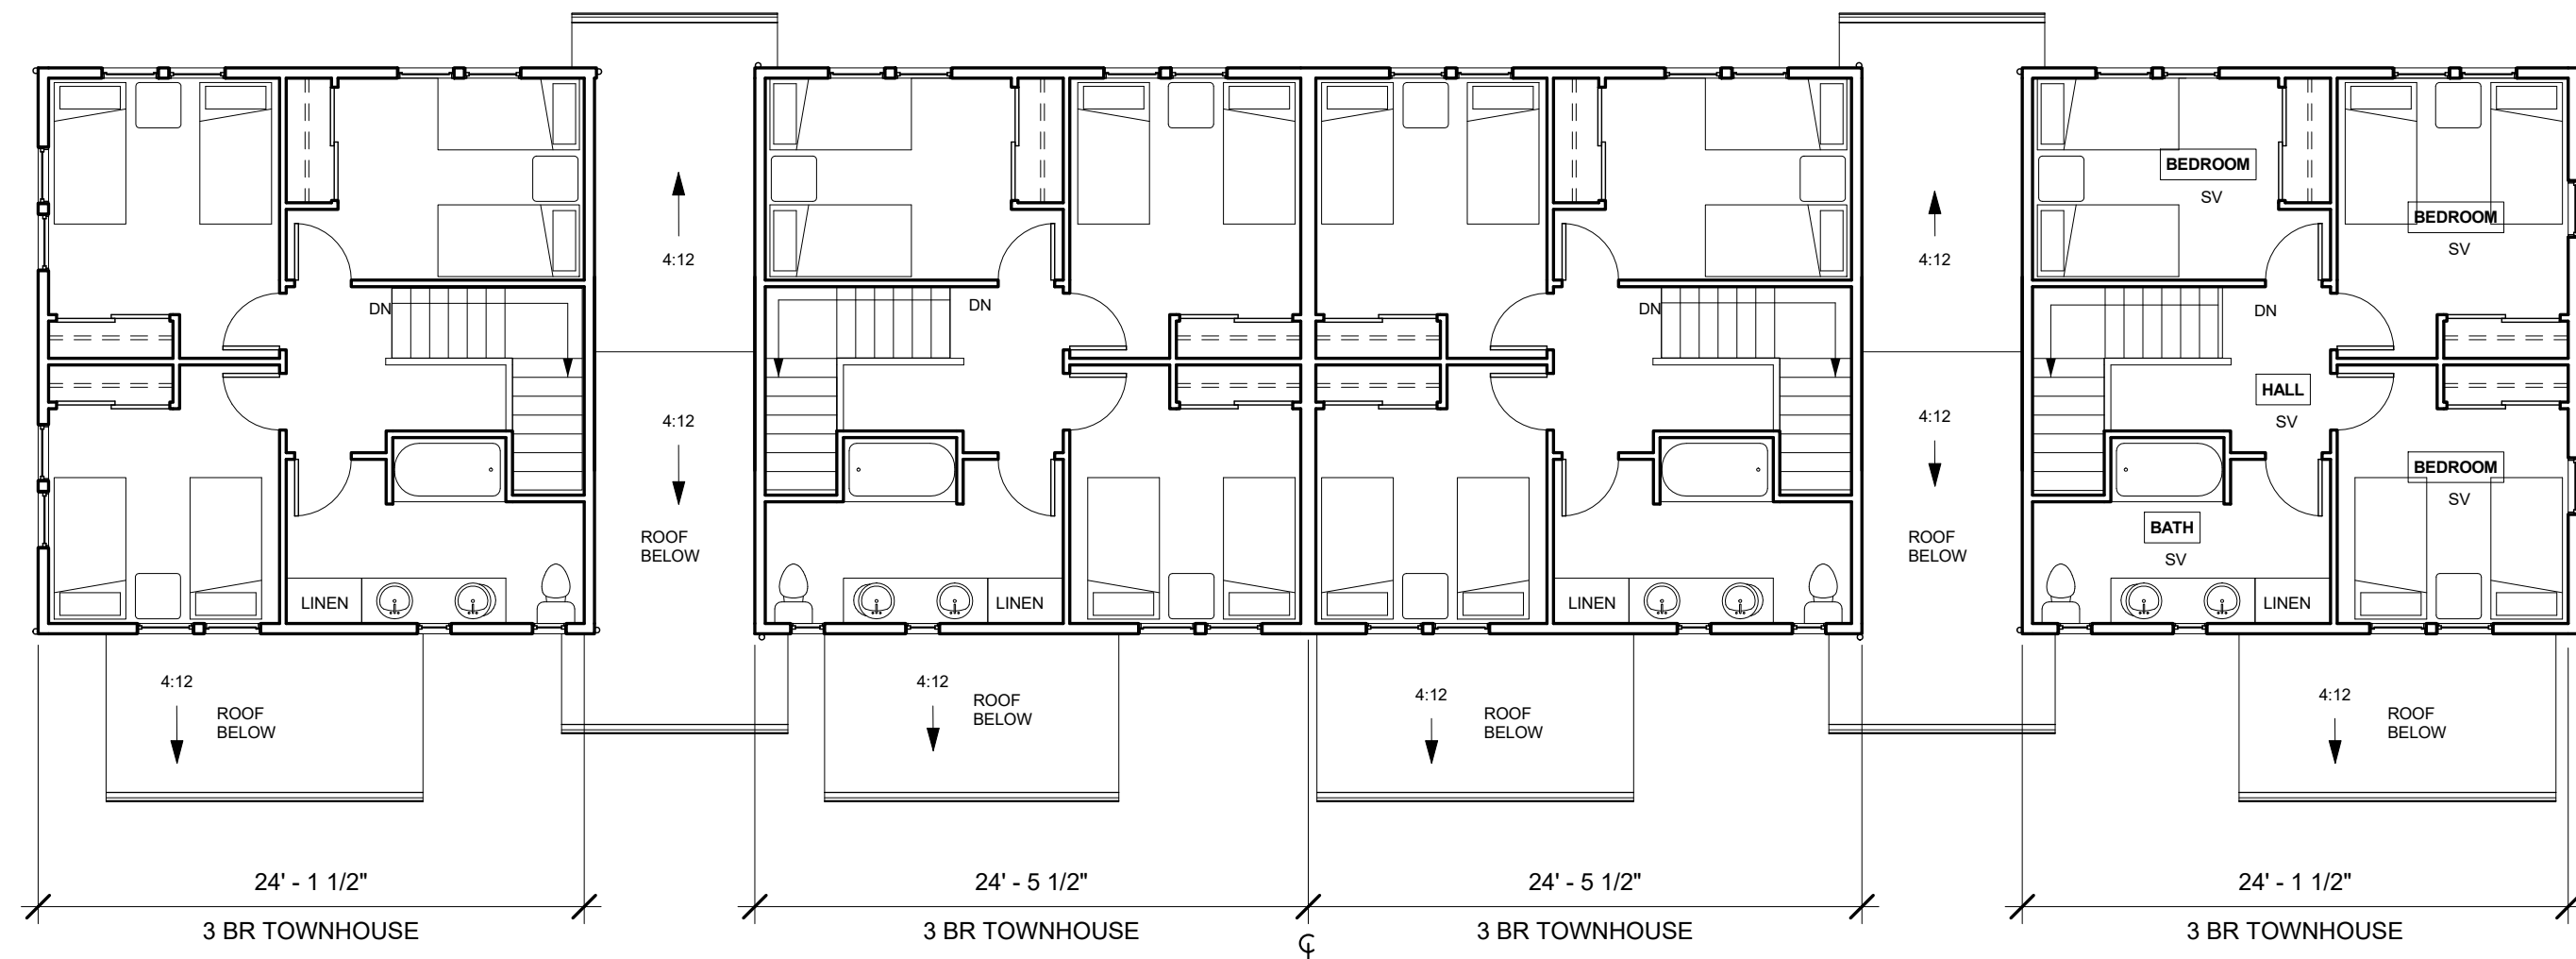 BEDROOM
SV
BEDROOM
SV
4:12
4:12
DN
DN
DN
DN
HALL
SV
4:12
4:12
BEDROOM
SV
BATH
SV
ROOF
BELOW
ROOF
BELOW
LINEN
LINEN
LINEN
LINEN
4:12
ROOF
BELOW
4:12
ROOF
BELOW
4:12
ROOF
BELOW
4:12
ROOF
BELOW
24' - 1 1/2"
24' - 5 1/2"
24' - 5 1/2"
24' - 1 1/2"
3 BR TOWNHOUSE
3 BR TOWNHOUSE
3 BR TOWNHOUSE
3 BR TOWNHOUSE